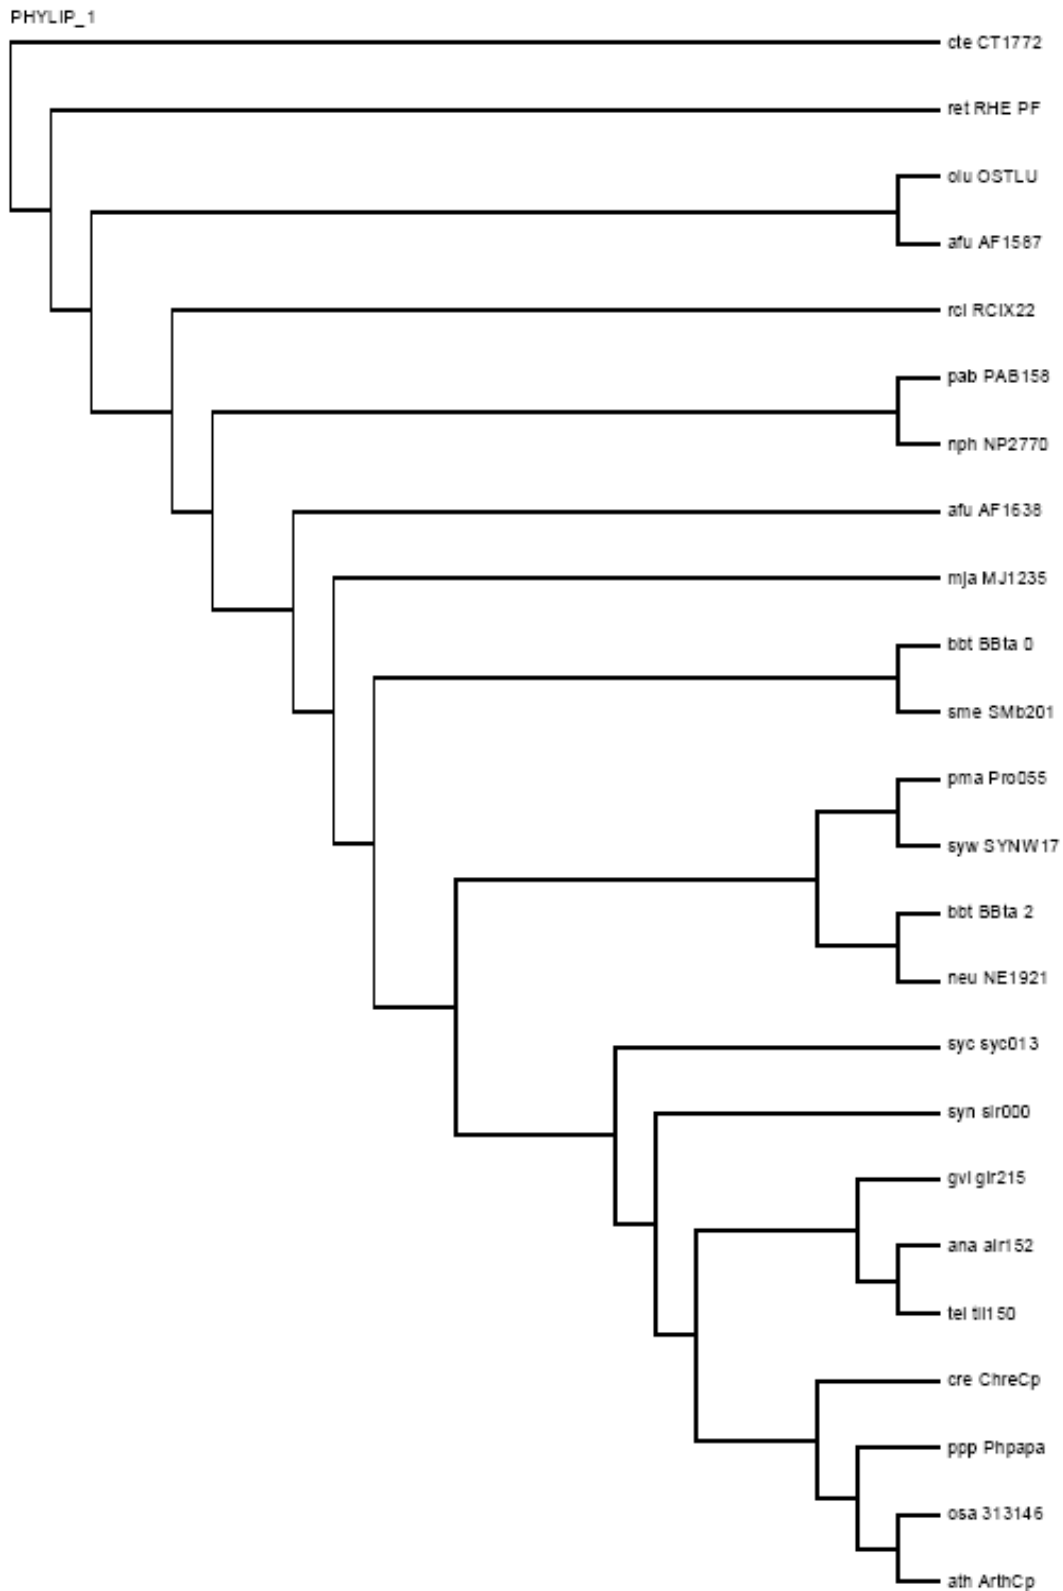 PHYLIP_1
cte CT1772
ret RHE PF
olu OSTLU
afu AF1587
rci RCIX22
pab PAB158
nph NP2770
afu AF1638
mja MJ1235
bbt BBta 0
sme SMb201
pma Pro055
syw SYNW17
bbt BBta 2
neu NE1921
syc syc013
syn slr000
gvi glr215
ana alr152
tel tll150
cre ChreCp
ppp Phpapa
osa 313146
ath ArthCp